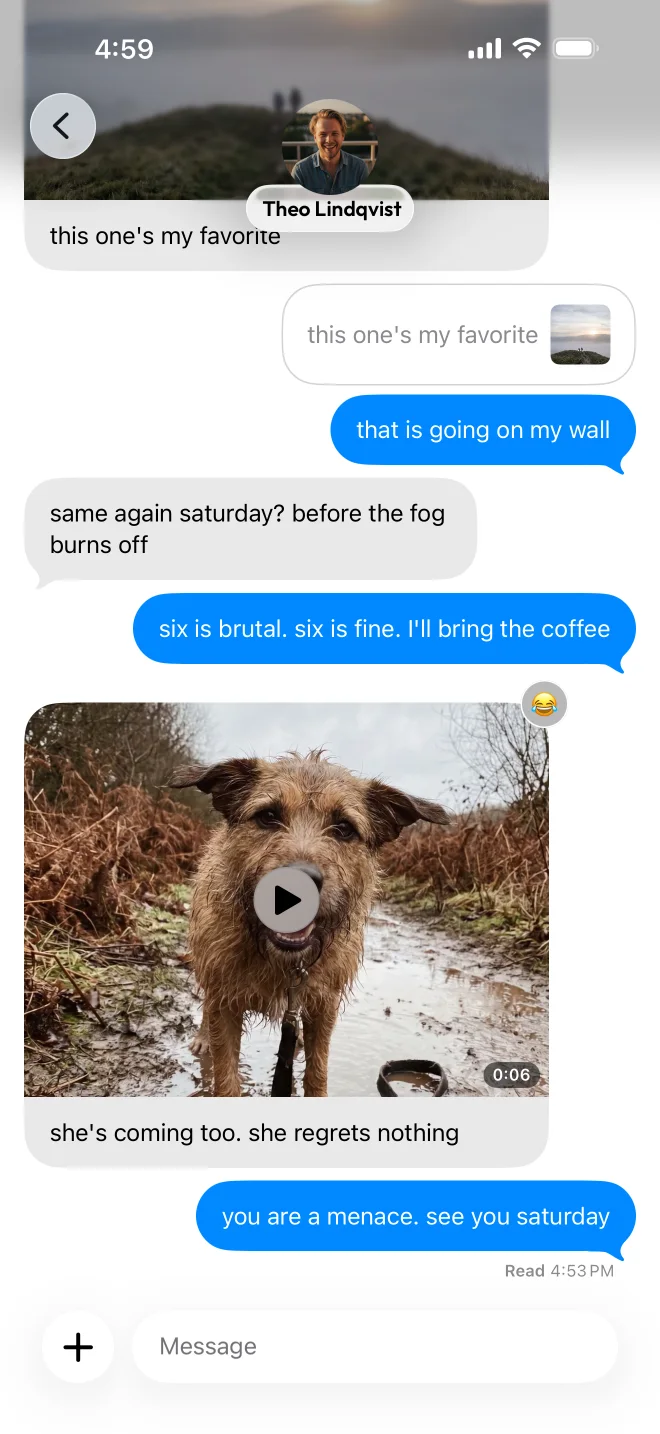 4:59
Theo Lindqvist
this one's my favorite
this one's my favorite
that is going on my wall
same again saturday? before the fog
burns off
six is brutal. six is fine. I'll bring the coffee
0:06
she's coming too. she regrets nothing
you are a menace. see you saturday
Read 4:53 PM
Message